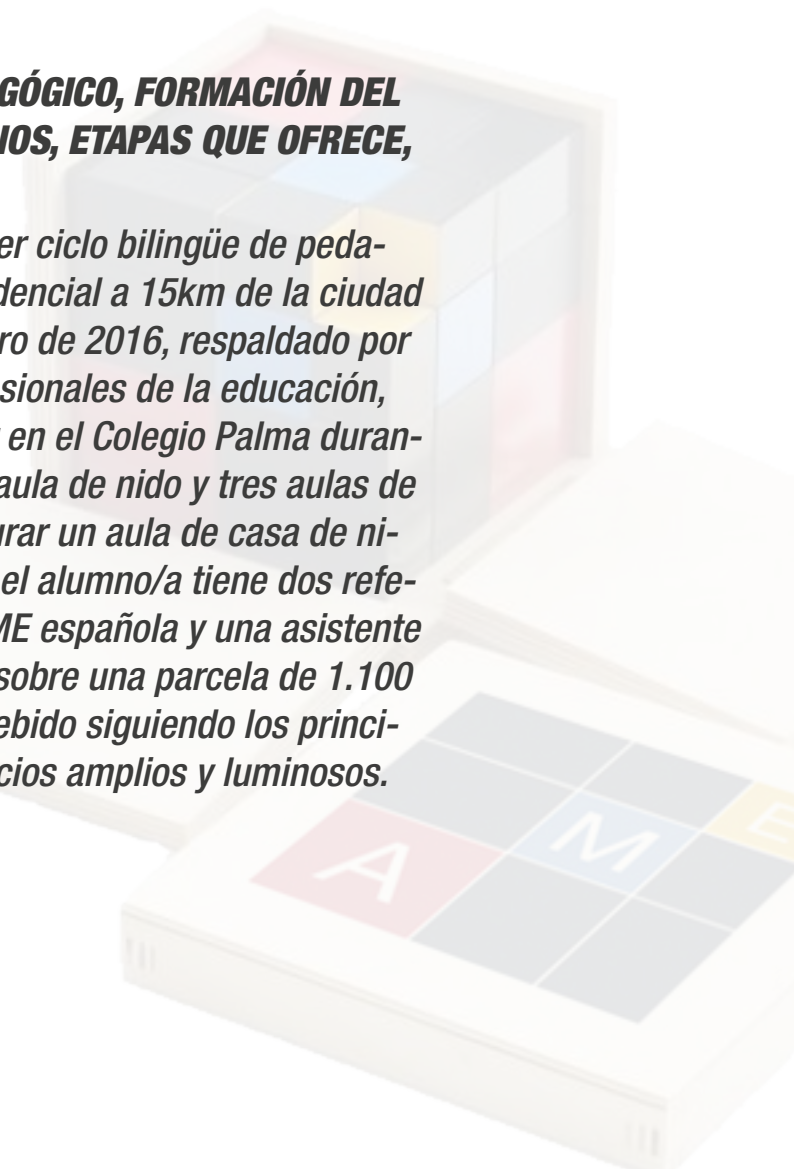 GÓGICO, FORMACIÓN DEL
IOS, ETAPAS QUE OFRECE,
er ciclo bilingüe de peda-
dencial a 15km de la ciudad
ro de 2016, respaldado por
sionales de la educación,
en el Colegio Palma duran-
aula de nido y tres aulas de
urar un aula de casa de ni-
el alumno/a tiene dos refe-
ME española y una asistente
sobre una parcela de 1.100
ebido siguiendo los princi-
cios amplios y luminosos.
A M E